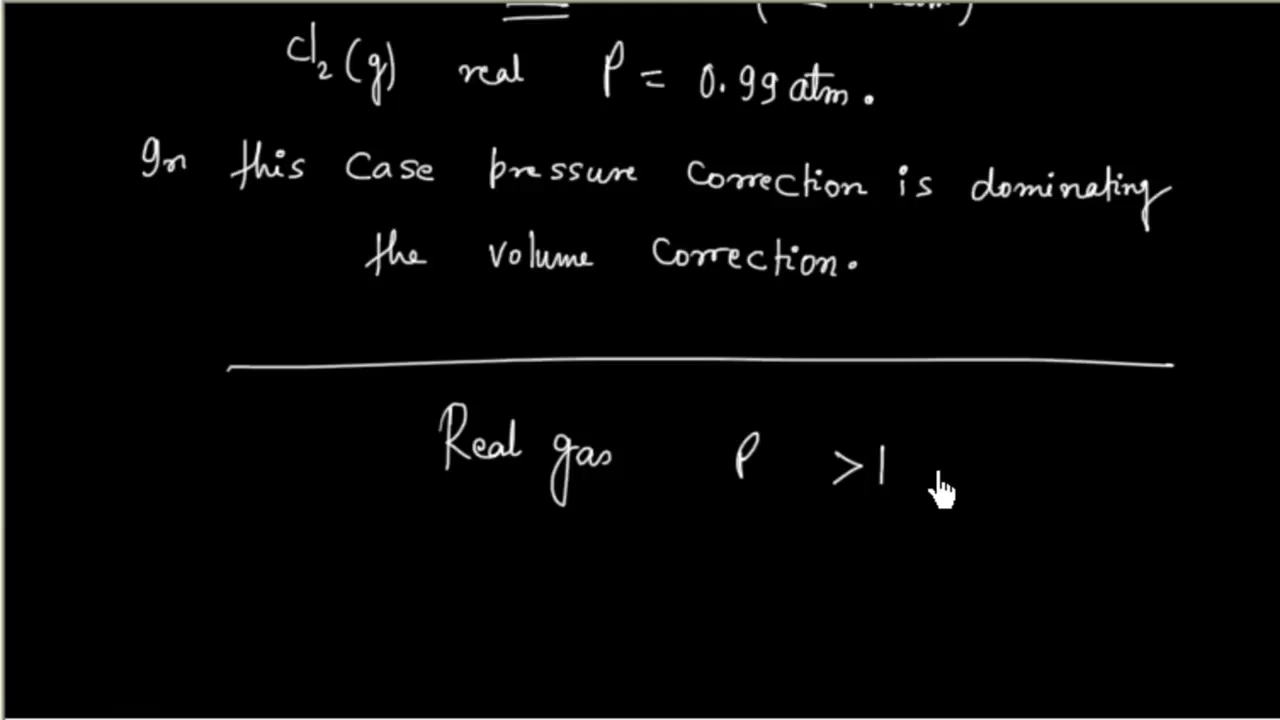 Cl₂(g) real P = 0.99 atm.
In this case pressure correction is dominating
the volume correction.
Real gas P >1